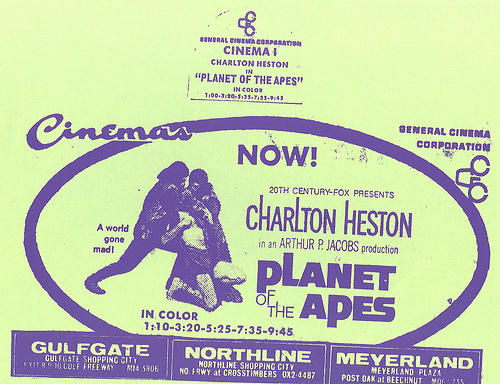 GENERAL CINEMA CORPORATION
CINEMA I
CHARLTON HESTON
IN
"PLANET OF THE APES"
IN COLOR
1:00-3:20-5:25-7:35-9:45
Cinemas
NOW!
GENERAL CINEMA
CORPORATION
20TH CENTURY-FOX PRESENTS
CHARLTON HESTON
in an ARTHUR P. JACOBS production
PLANET
OF THE APES
A world
gone
mad!
IN COLOR
1:10-3:20-5:25-7:35-9:45
GULFGATE
GULFGATE SHOPPING CITY
GULF FREEWAY MI4 5806
NORTHLINE
NORTHLINE SHOPPING CITY
NO. FRWY at CROSSTIMBERS OX2-4487
MEYERLAND
MEYERLAND PLAZA
POST OAK at BEECHNUT